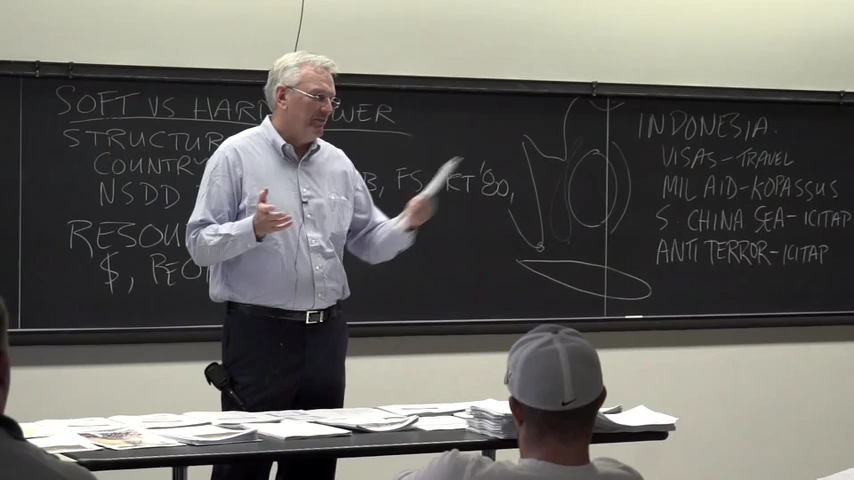 SOFT VS HARD POWER
STRUCTUR
COUNTRY
NSDD B, FS ACT '80,
RESOU
$,
INDONESIA
VISAS-TRAVEL
MIL AID-KOPASSUS
S. CHINA SEA-ICITAP
ANTI TERROR-ICITAP